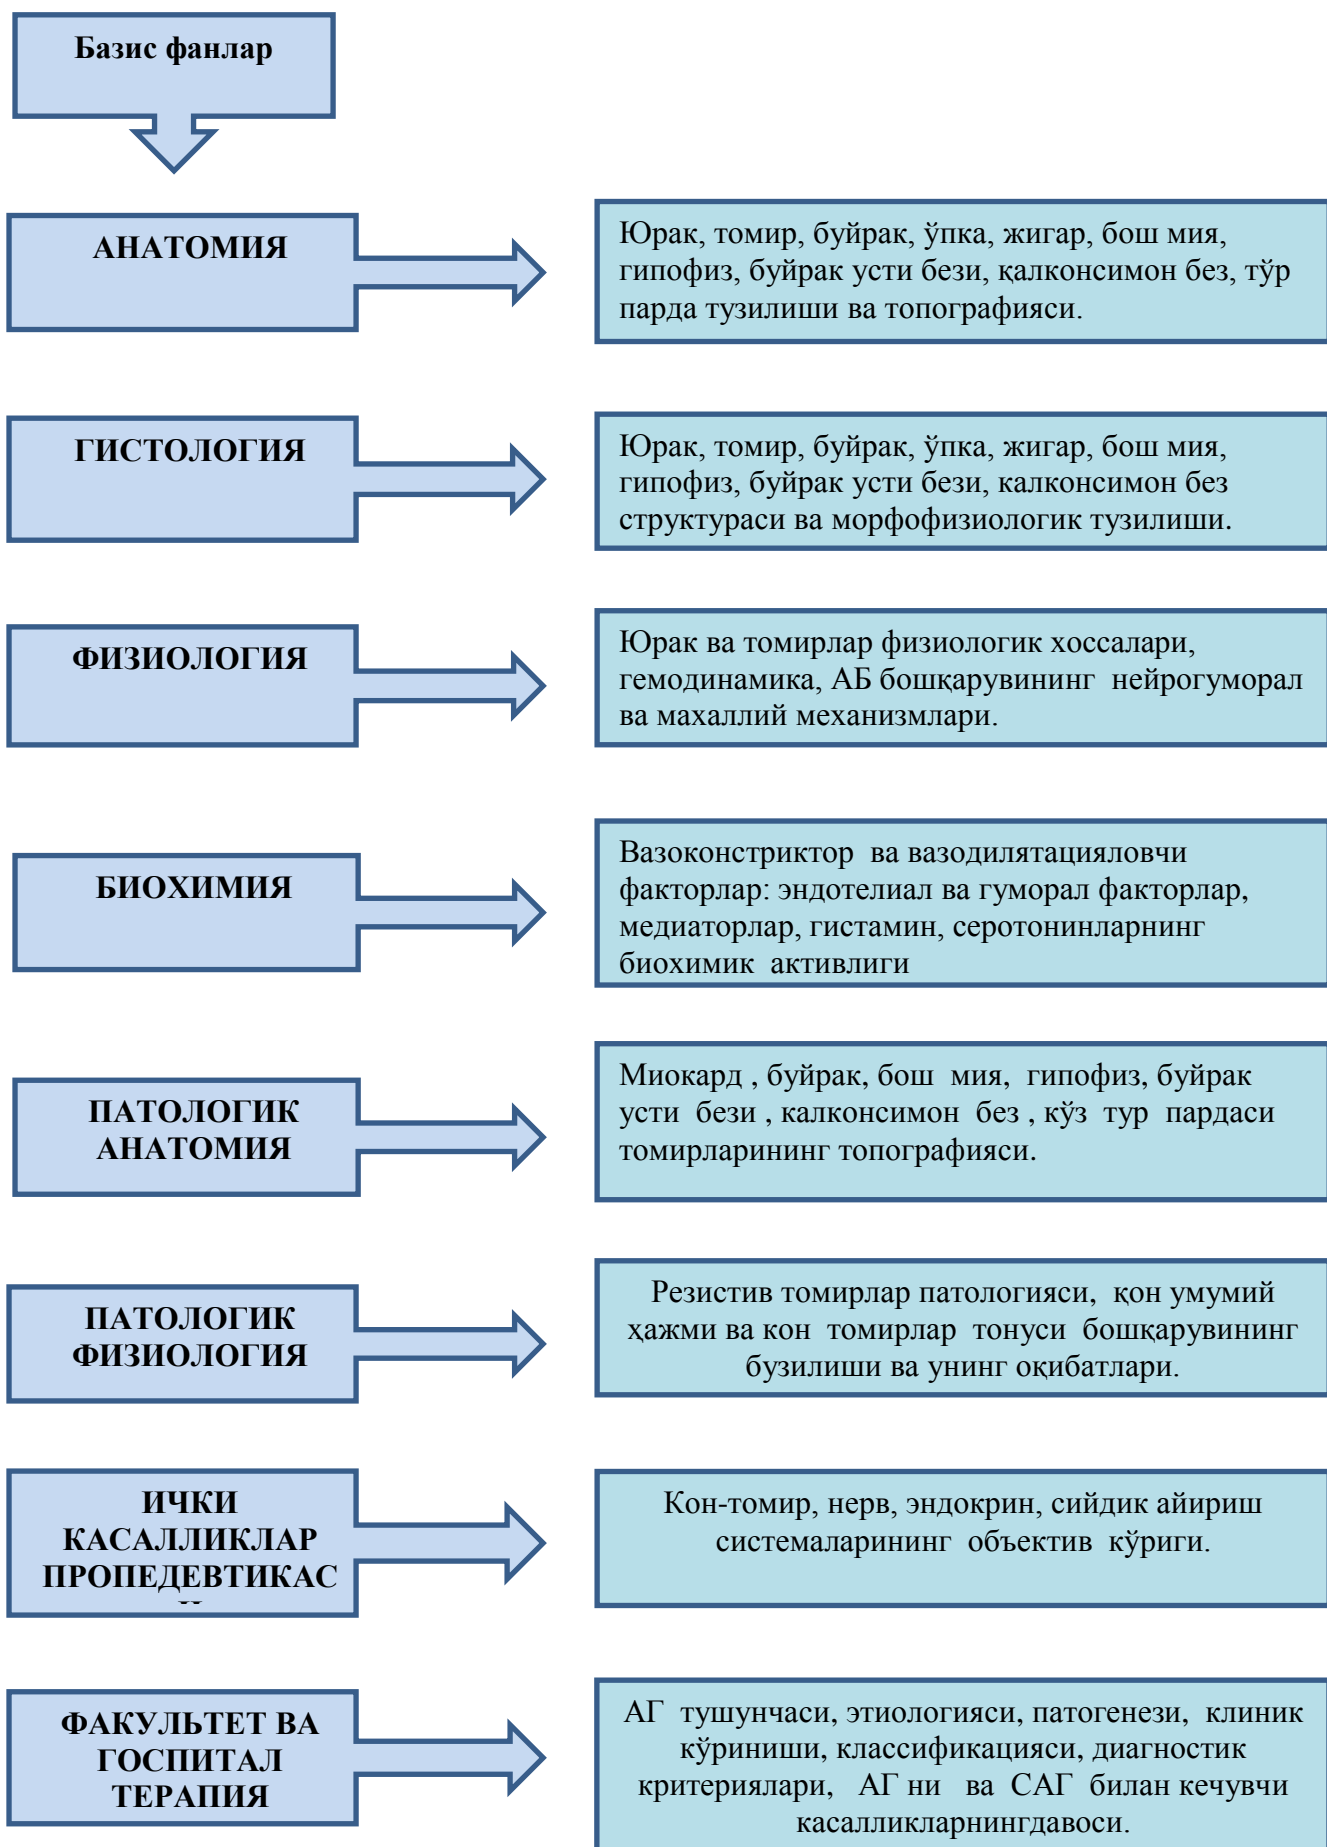 Базис фанлар
АНАТОМИЯ
Юрак, томир, буйрак, ўпка, жигар, бош мия,
гипофиз, буйрак усти бези, қалконсимон без, тўр
парда тузилиши ва топографияси.
ГИСТОЛОГИЯ
Юрак, томир, буйрак, ўпка, жигар, бош мия,
гипофиз, буйрак усти бези, калконсимон без
структураси ва морфофизиологик тузилиши.
ФИЗИОЛОГИЯ
Юрак ва томирлар физиологик хоссалари,
гемодинамика, АБ бошқарувининг нейрогуморал
ва махаллий механизмлари.
БИОХИМИЯ
Вазоконстриктор ва вазодилятацияловчи
факторлар: эндотелиал ва гуморал факторлар,
медиаторлар, гистамин, серотонинларнинг
биохимик активлиги
ПАТОЛОГИК
АНАТОМИЯ
Миокард , буйрак, бош мия, гипофиз, буйрак
усти бези , калконсимон без , кўз тур пардаси
томирларининг топографияси.
ПАТОЛОГИК
ФИЗИОЛОГИЯ
Резистив томирлар патологияси, қон умумий
ҳажми ва кон томирлар тонуси бошқарувининг
бузилиши ва унинг оқибатлари.
ИЧКИ
КАСАЛЛИКЛАР
ПРОПЕДЕВТИКАС
Кон-томир, нерв, эндокрин, сийдик айириш
системаларининг объектив кўриги.
ФАКУЛЬТЕТ ВА
ГОСПИТАЛ
ТЕРАПИЯ
АГ тушунчаси, этиологияси, патогенези, клиник
кўриниши, классификацияси, диагностик
критериялари, АГ ни ва САГ билан кечувчи
касалликларнингдавоси.